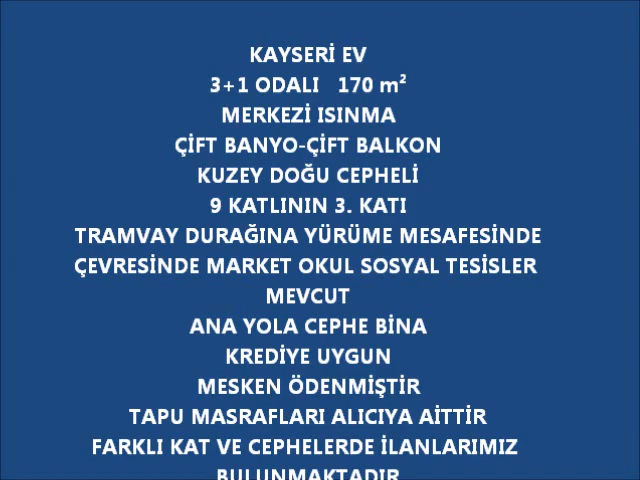 KAYSERİ EV
3+1 ODALI 170 m²
MERKEZİ ISINMA
ÇİFT BANYO-ÇİFT BALKON
KUZEY DOĞU CEPHELİ
9 KATLININ 3. KATI
TRAMVAY DURAĞINA YÜRÜME MESAFESİNDE
ÇEVRESİNDE MARKET OKUL SOSYAL TESİSLER
MEVCUT
ANA YOLA CEPHE BİNA
KREDİYE UYGUN
MESKEN ÖDENMİŞTİR
TAPU MASRAFLARI ALICIYA AİTTİR
FARKLI KAT VE CEPHELERDE İLANLARIMIZ
BULUNMAKTADIR